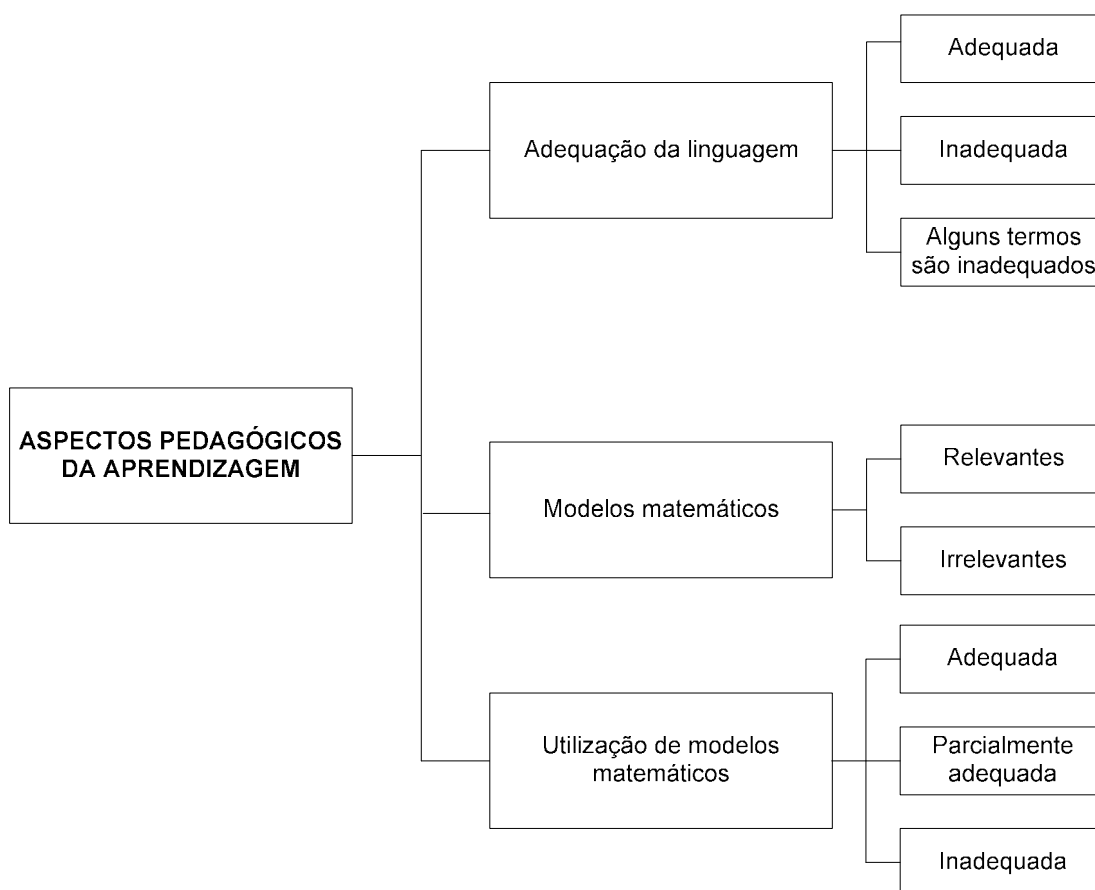 ASPECTOS PEDAGÓGICOS
DA APRENDIZAGEM
Adequação da linguagem
Adequada
Inadequada
Alguns termos
são inadequados
Modelos matemáticos
Relevantes
Irrelevantes
Utilização de modelos
matemáticos
Adequada
Parcialmente
adequada
Inadequada